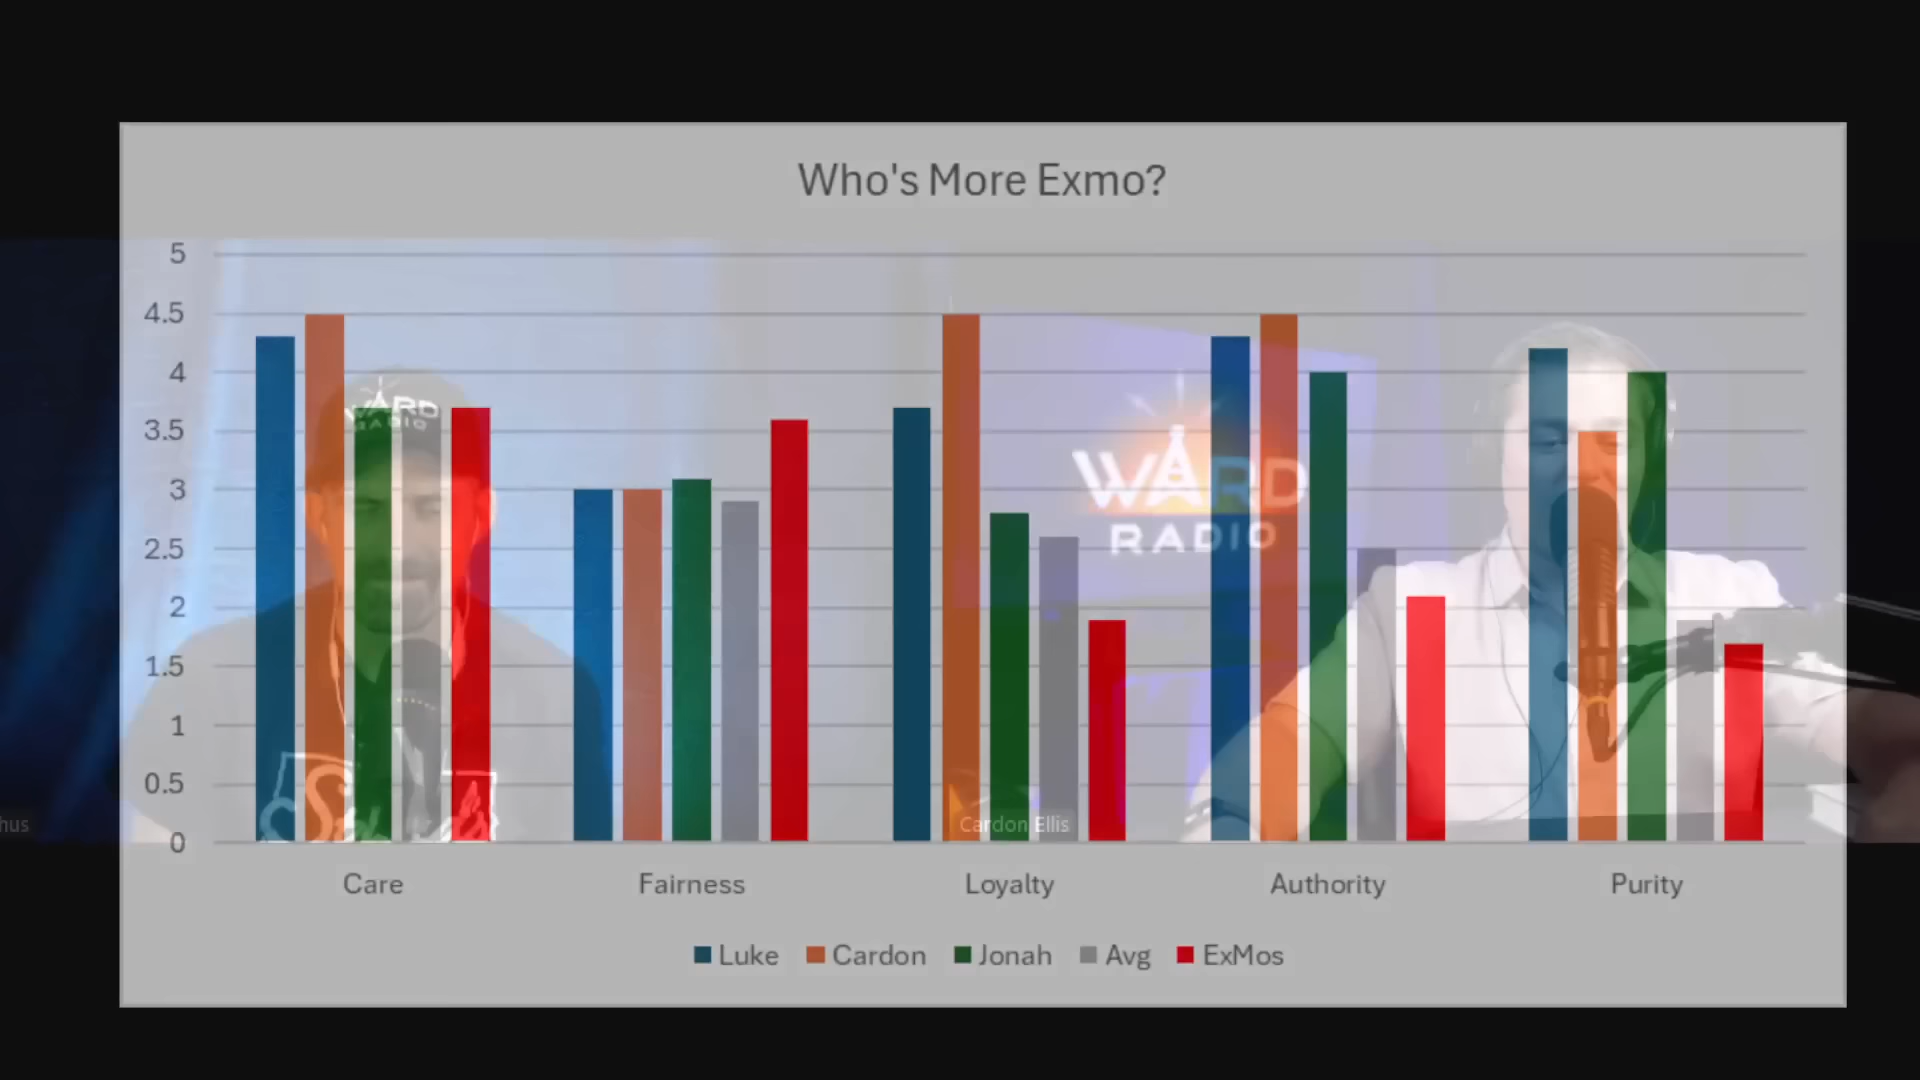 Who's More Exmo?
5
4.5
4
3.5
3
2.5
2
1.5
1
0.5
0
WARD
RADIO
WARD
RADIO
hus
Cardon Ellis
Care Fairness Loyalty Authority Purity
Luke Cardon Jonah Avg ExMos